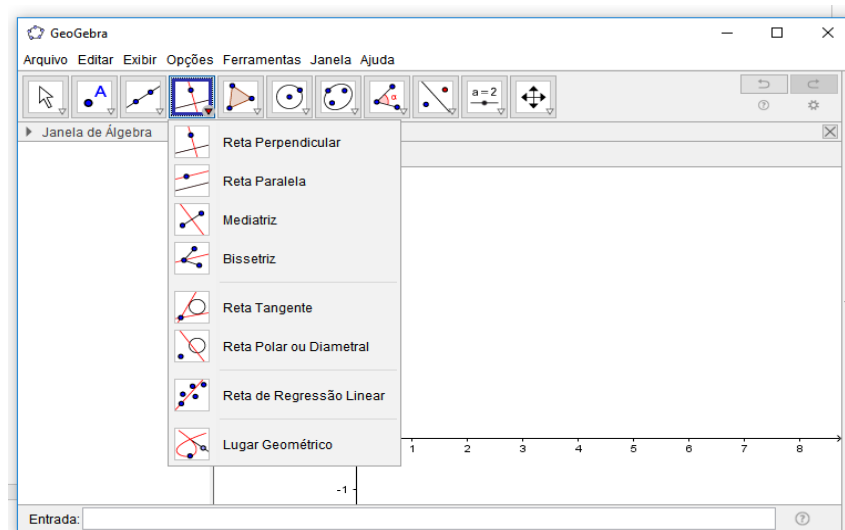 GeoGebra
Arquivo Editar Exibir Opções Ferramentas Janela Ajuda
A
α
a = 2
Janela de Álgebra
Reta Perpendicular
Reta Paralela
Mediatriz
Bissetriz
Reta Tangente
Reta Polar ou Diametral
Reta de Regressão Linear
Lugar Geométrico
1 2 3 4 5 6 7 8
-1
Entrada: